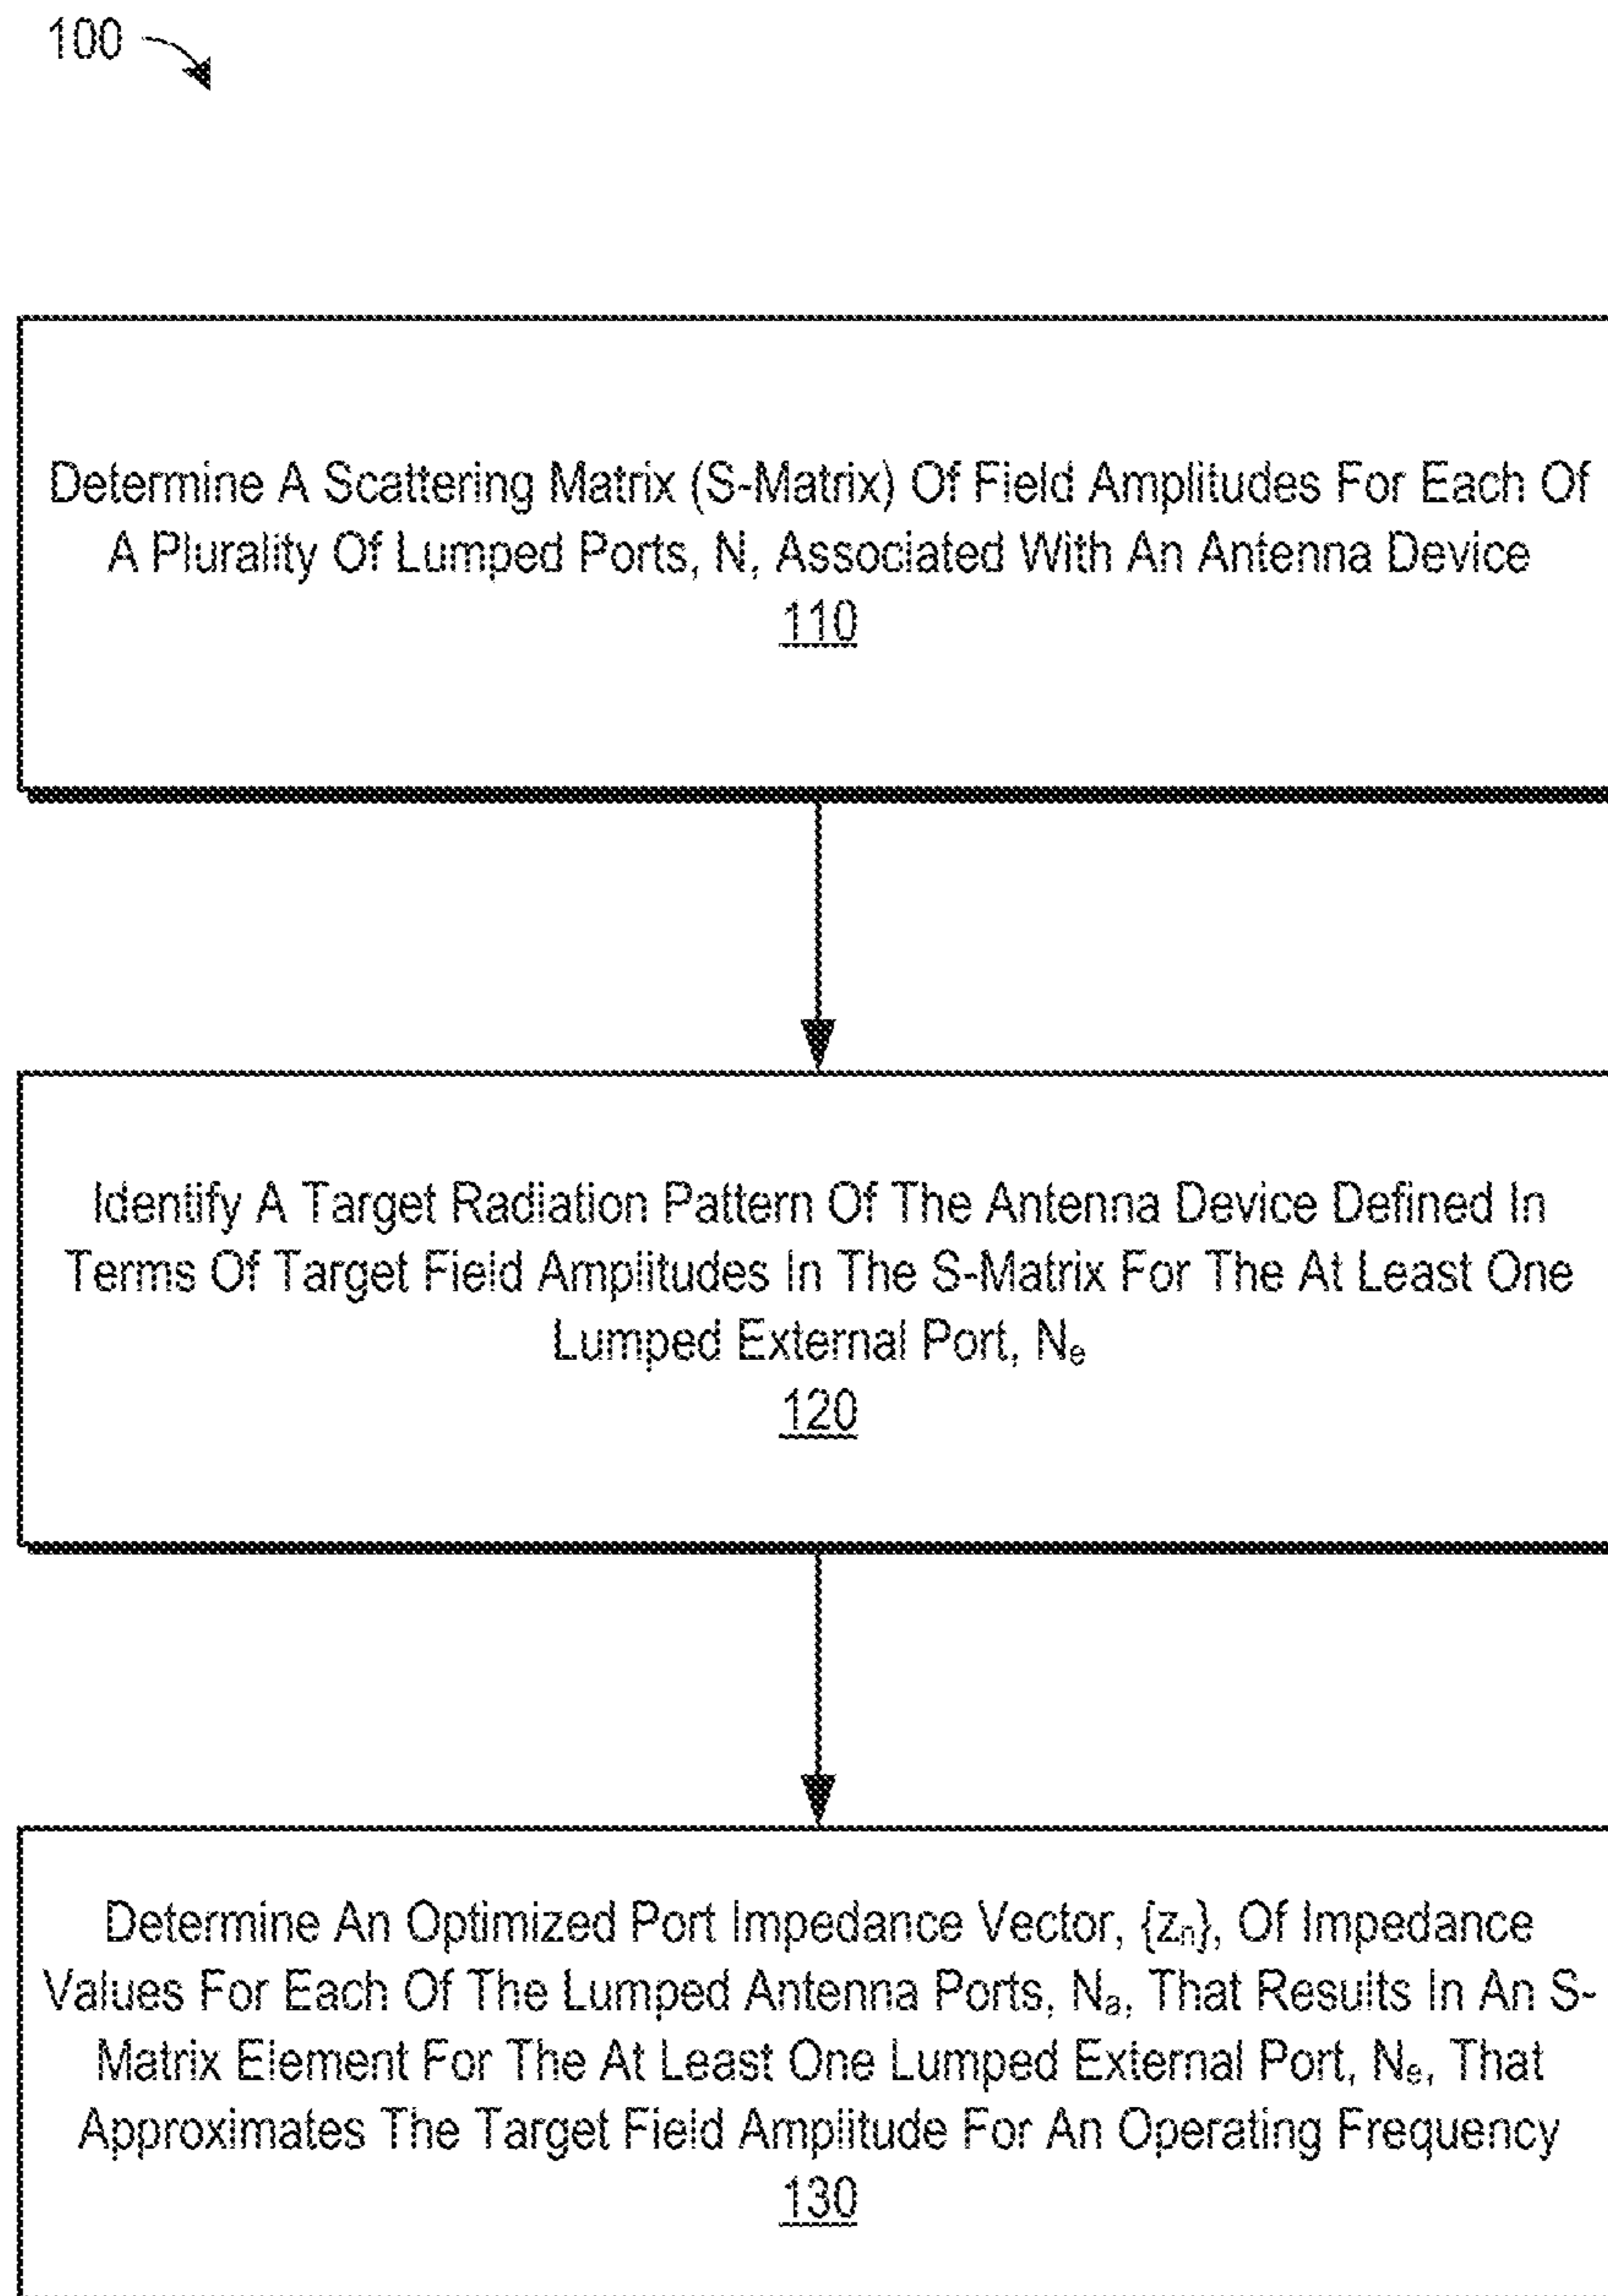 100
Determine A Scattering Matrix (S-Matrix) Of Field Amplitudes For Each Of
A Plurality Of Lumped Ports, N, Associated With An Antenna Device
110
Identify A Target Radiation Pattern Of The Antenna Device Defined In
Terms Of Target Field Amplitudes In The S-Matrix For The At Least One
Lumped External Port, Nₑ
120
Determine An Optimized Port Impedance Vector, {zₙ}, Of Impedance
Values For Each Of The Lumped Antenna Ports, Nₐ, That Results In An S-
Matrix Element For The At Least One Lumped External Port, Nₑ, That
Approximates The Target Field Amplitude For An Operating Frequency
130